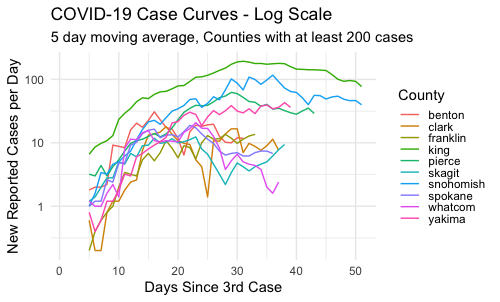 COVID-19 Case Curves - Log Scale
5 day moving average, Counties with at least 200 cases
New Reported Cases per Day
100
10
1
0 10 20 30 40 50
Days Since 3rd Case
County
benton
clark
franklin
king
pierce
skagit
snohomish
spokane
whatcom
yakima